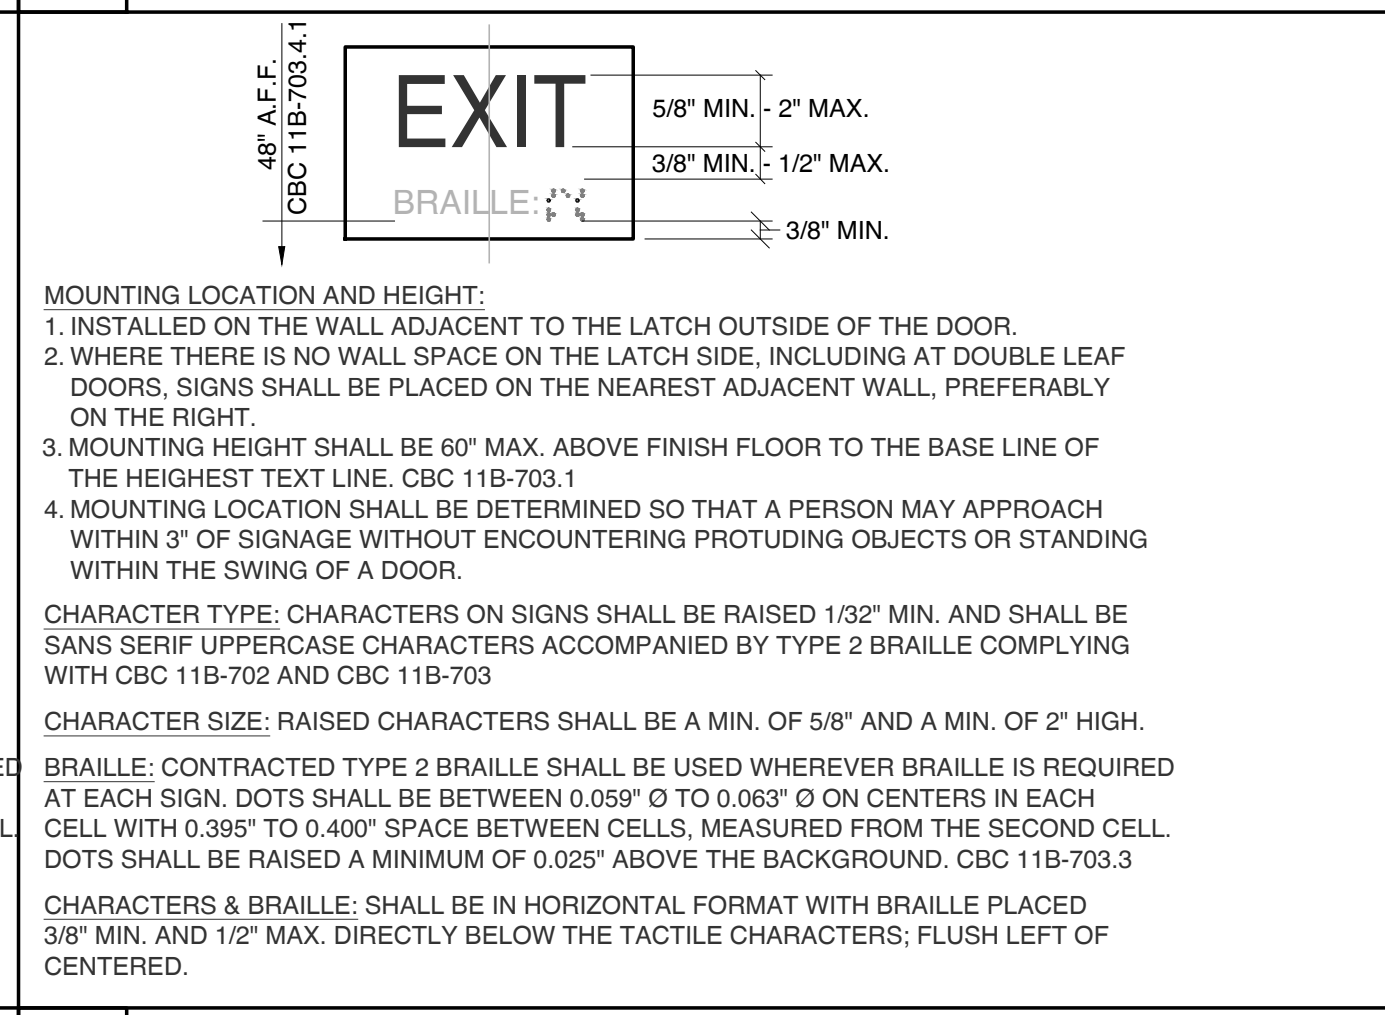 48" A.F.F.
CBC 11B-703.4.1
EXIT
5/8" MIN. - 2" MAX.
3/8" MIN. - 1/2" MAX.
BRAILLE:
3/8" MIN.
MOUNTING LOCATION AND HEIGHT:
1. INSTALLED ON THE WALL ADJACENT TO THE LATCH OUTSIDE OF THE DOOR.
2. WHERE THERE IS NO WALL SPACE ON THE LATCH SIDE, INCLUDING AT DOUBLE LEAF
DOORS, SIGNS SHALL BE PLACED ON THE NEAREST ADJACENT WALL, PREFERABLY
ON THE RIGHT.
3. MOUNTING HEIGHT SHALL BE 60" MAX. ABOVE FINISH FLOOR TO THE BASE LINE OF
THE HEIGHEST TEXT LINE. CBC 11B-703.1
4. MOUNTING LOCATION SHALL BE DETERMINED SO THAT A PERSON MAY APPROACH
WITHIN 3" OF SIGNAGE WITHOUT ENCOUNTERING PROTUDING OBJECTS OR STANDING
WITHIN THE SWING OF A DOOR.
CHARACTER TYPE: CHARACTERS ON SIGNS SHALL BE RAISED 1/32" MIN. AND SHALL BE
SANS SERIF UPPERCASE CHARACTERS ACCOMPANIED BY TYPE 2 BRAILLE COMPLYING
WITH CBC 11B-702 AND CBC 11B-703
CHARACTER SIZE: RAISED CHARACTERS SHALL BE A MIN. OF 5/8" AND A MIN. OF 2" HIGH.
ED
BRAILLE: CONTRACTED TYPE 2 BRAILLE SHALL BE USED WHEREVER BRAILLE IS REQUIRED
AT EACH SIGN. DOTS SHALL BE BETWEEN 0.059" Ø TO 0.063" Ø ON CENTERS IN EACH
L.
CELL WITH 0.395" TO 0.400" SPACE BETWEEN CELLS, MEASURED FROM THE SECOND CELL.
DOTS SHALL BE RAISED A MINIMUM OF 0.025" ABOVE THE BACKGROUND. CBC 11B-703.3
CHARACTERS & BRAILLE: SHALL BE IN HORIZONTAL FORMAT WITH BRAILLE PLACED
3/8" MIN. AND 1/2" MAX. DIRECTLY BELOW THE TACTILE CHARACTERS; FLUSH LEFT OF
CENTERED.